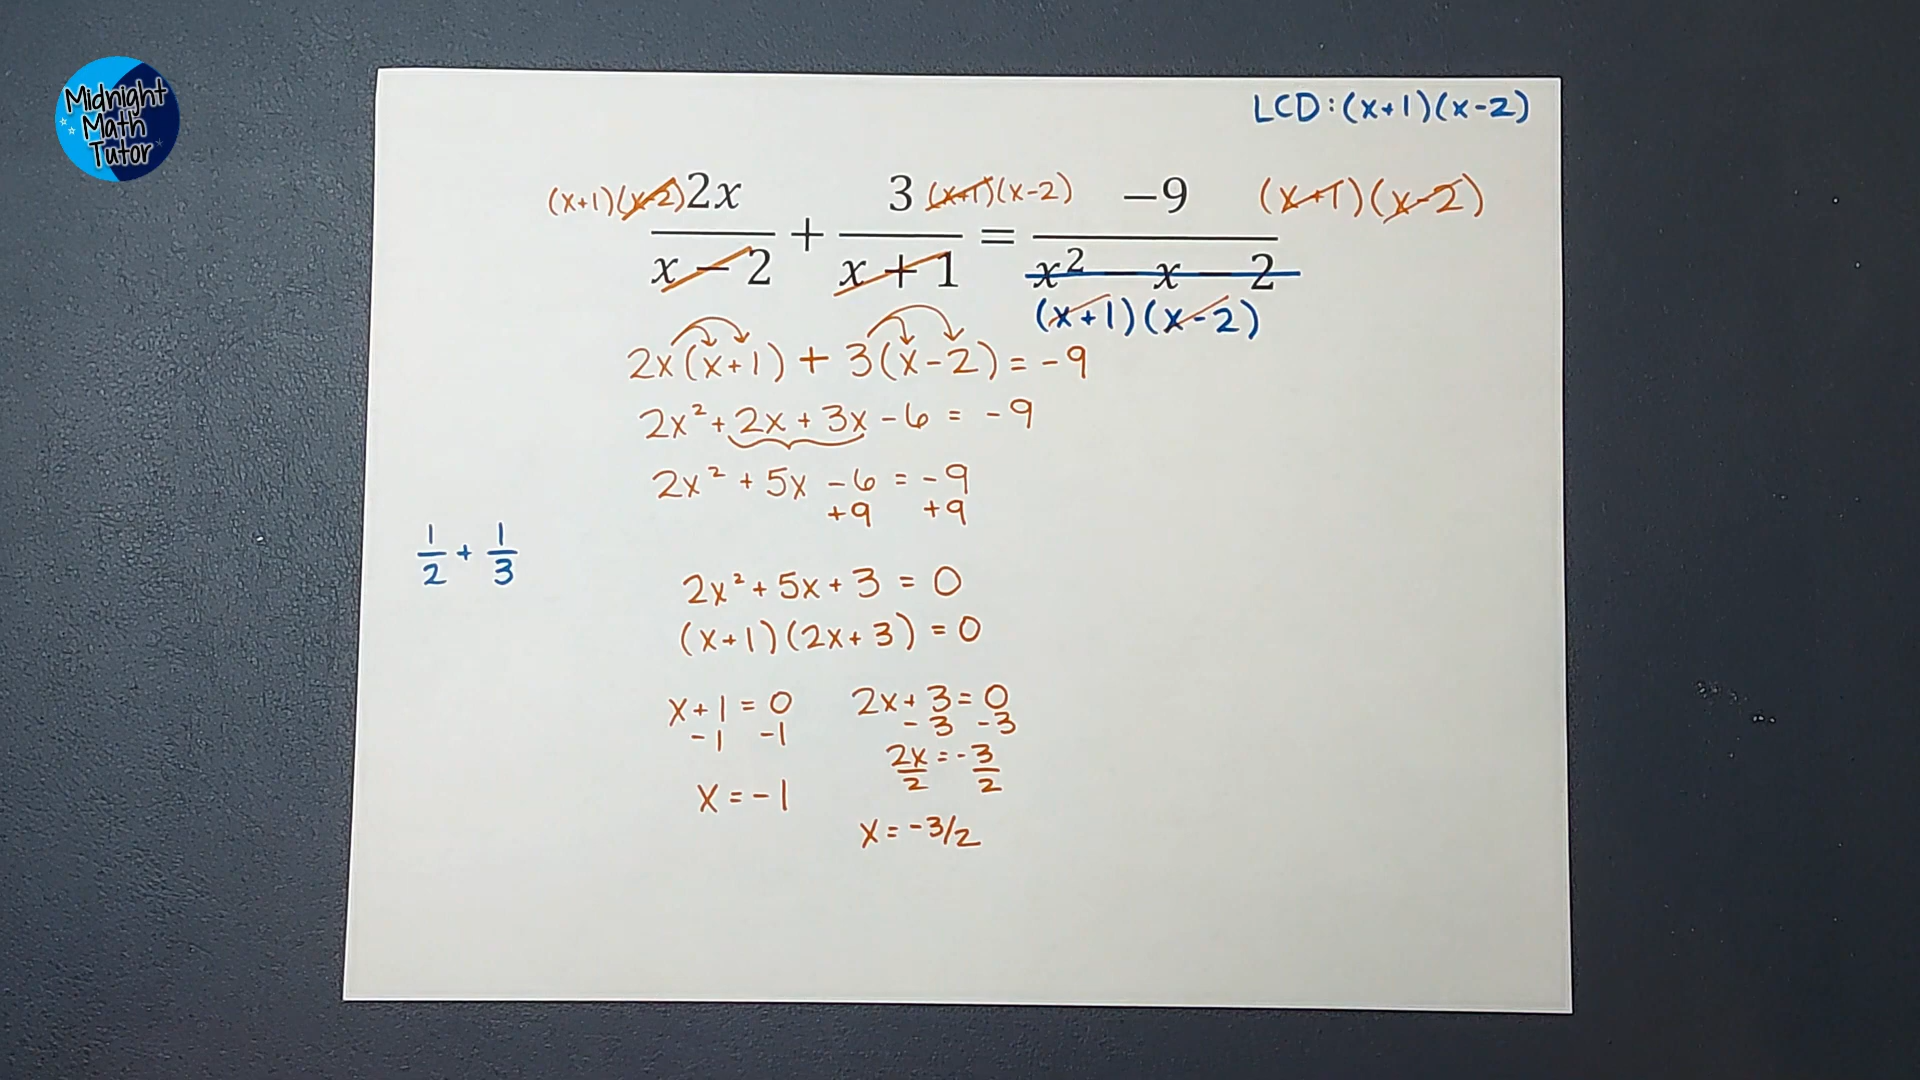 Midnight
Math
Tutor
LCD: (x+1)(x-2)
(x+1)(x-2) 2x/(x − 2) + 3 (x+1)(x-2)/(x + 1) = −9 (x+1)(x-2)/(x² − x − 2)
(x+1)(x-2)
2x(x+1) + 3(x-2) = -9
2x² + 2x + 3x - 6 = -9
2x² + 5x - 6 = -9
+9 +9
1/2 + 1/3
2x² + 5x + 3 = 0
(x+1)(2x+3) = 0
x+1 = 0 2x+3 = 0
-1 -1 -3 -3
2x/2 = -3/2
x = -1
x = -3/2